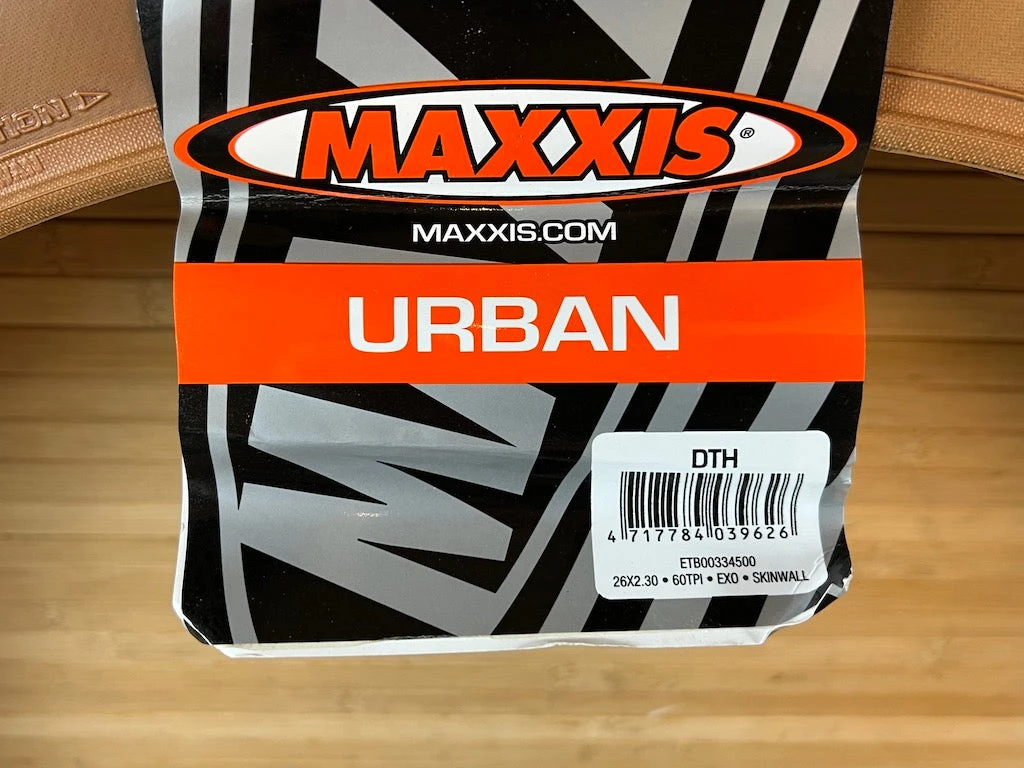 MAXXIS®
MAXXIS.COM
URBAN
DTH
4 717784 039626
ETB00334500
26X2.30 • 60TPI • EXO • SKINWALL